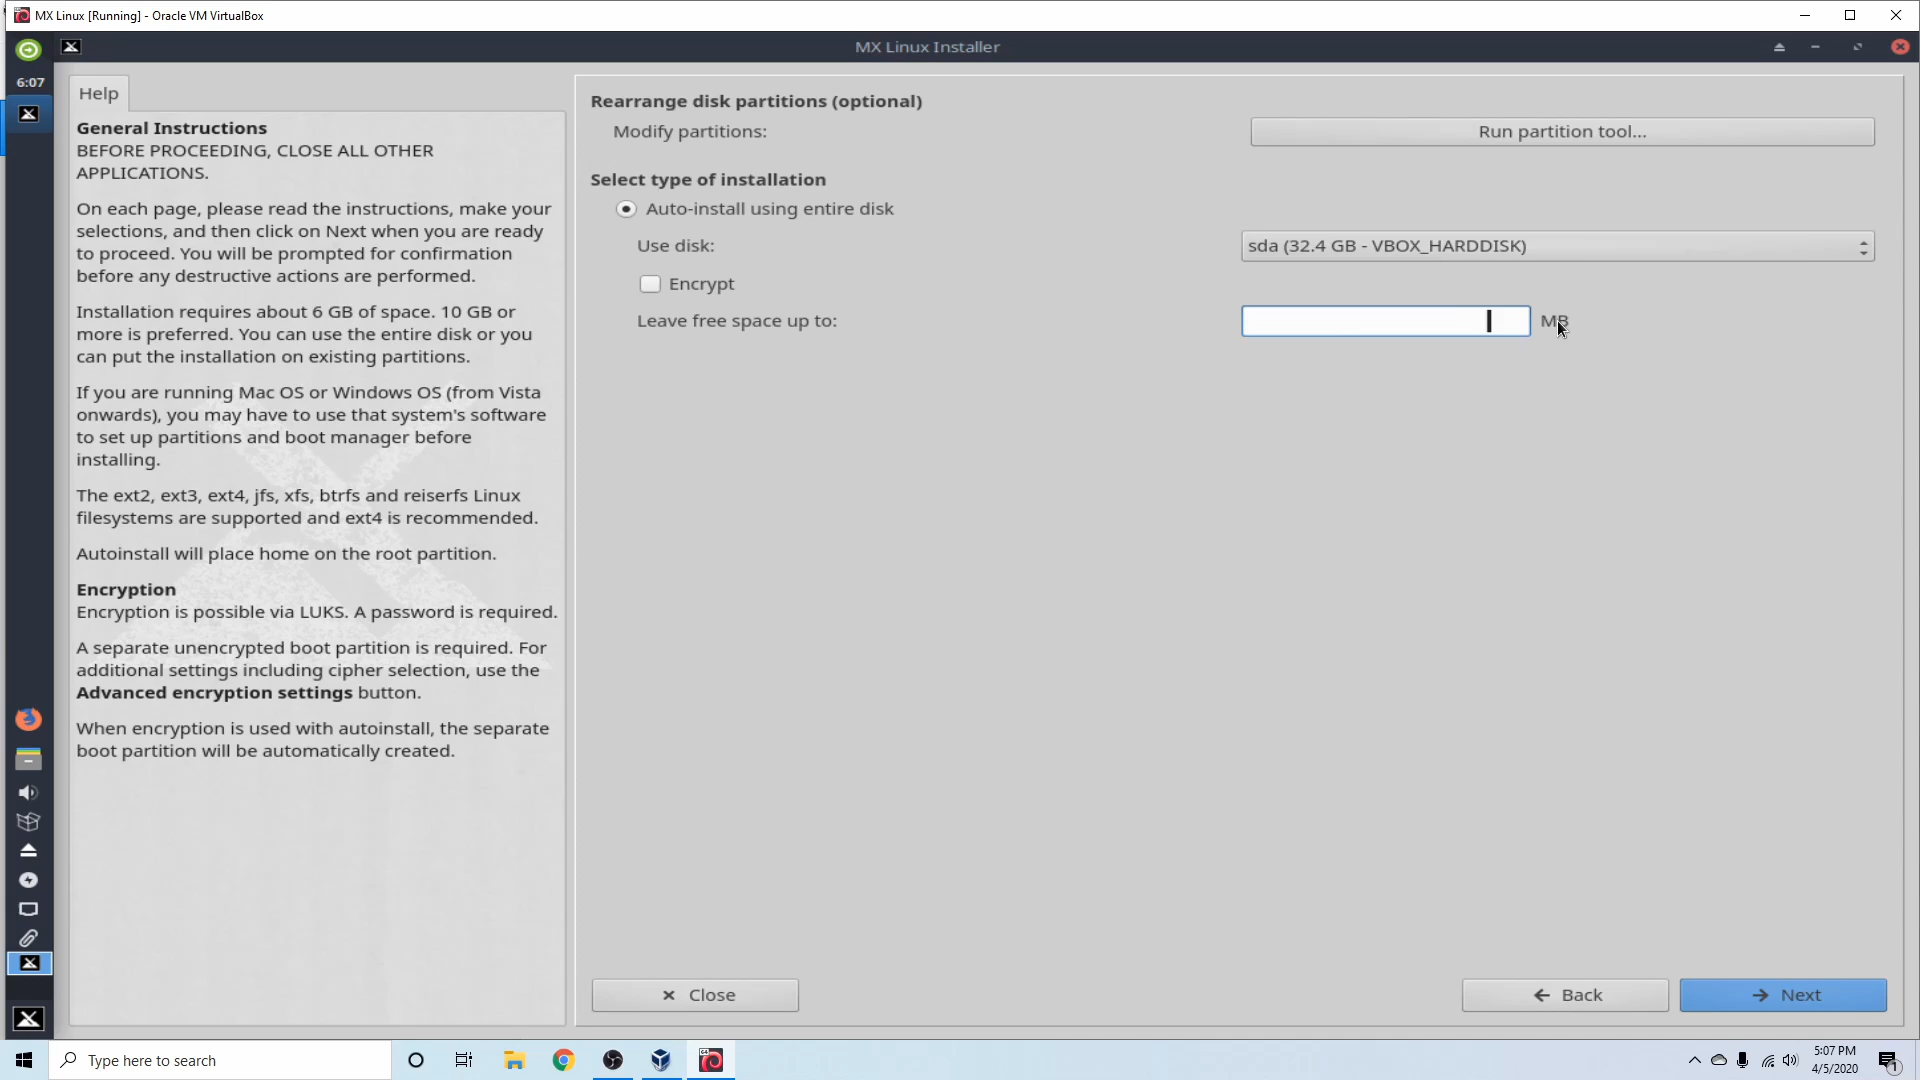 MX Linux [Running] - Oracle VM VirtualBox
MX Linux Installer
6:07
Help
General Instructions
BEFORE PROCEEDING, CLOSE ALL OTHER
APPLICATIONS.
On each page, please read the instructions, make your
selections, and then click on Next when you are ready
to proceed. You will be prompted for confirmation
before any destructive actions are performed.
Installation requires about 6 GB of space. 10 GB or
more is preferred. You can use the entire disk or you
can put the installation on existing partitions.
If you are running Mac OS or Windows OS (from Vista
onwards), you may have to use that system's software
to set up partitions and boot manager before
installing.
The ext2, ext3, ext4, jfs, xfs, btrfs and reiserfs Linux
filesystems are supported and ext4 is recommended.
Autoinstall will place home on the root partition.
Encryption
Encryption is possible via LUKS. A password is required.
A separate unencrypted boot partition is required. For
additional settings including cipher selection, use the
Advanced encryption settings button.
When encryption is used with autoinstall, the separate
boot partition will be automatically created.
Rearrange disk partitions (optional)
Modify partitions:
Run partition tool...
Select type of installation
Auto-install using entire disk
Use disk:
sda (32.4 GB - VBOX_HARDDISK)
Encrypt
Leave free space up to:
MB
Close
Back
Next
Type here to search
64
5:07 PM
4/5/2020
1